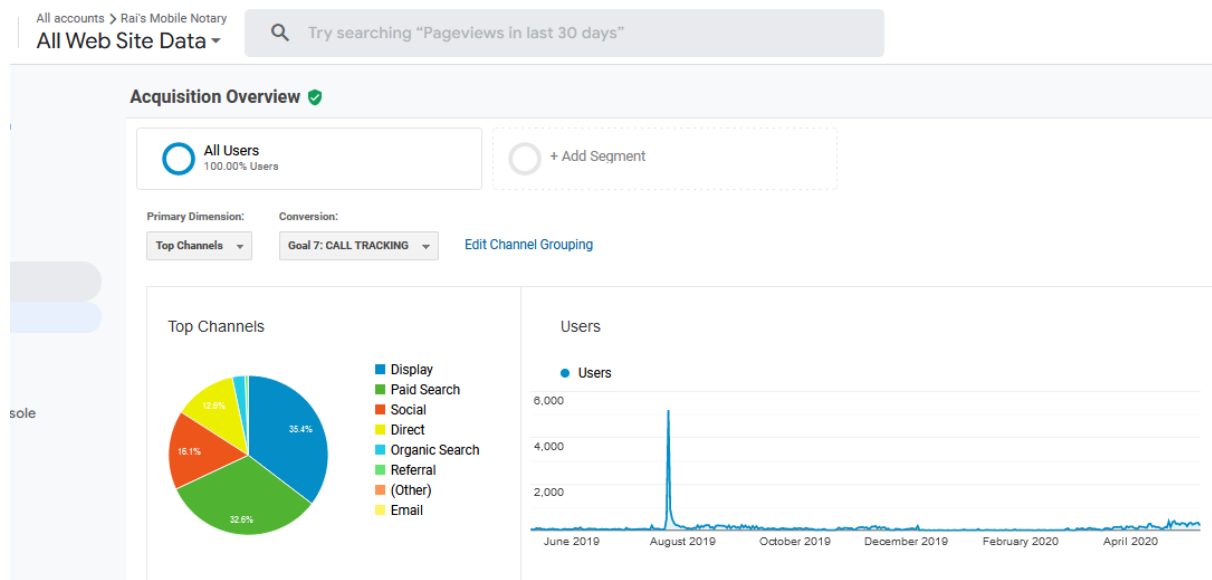 All accounts > Rai's Mobile Notary
All Web Site Data
Try searching “Pageviews in last 30 days”
Acquisition Overview
All Users
100.00% Users
+ Add Segment
Primary Dimension:
Conversion:
Top Channels
Goal 7: CALL TRACKING
Edit Channel Grouping
Top Channels
Display
Paid Search
Social
Direct
Organic Search
Referral
(Other)
Email
35.4%
32.6%
16.1%
Users
Users
6,000
4,000
2,000
June 2019
August 2019
October 2019
December 2019
February 2020
April 2020
sole